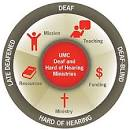 DEAF
LATE DEAFENED
DEAF-BLIND
HARD OF HEARING
Mission
Teaching
UMC
Deaf and
Hard of Hearing
Ministries
Resources
$
Funding
Ministry